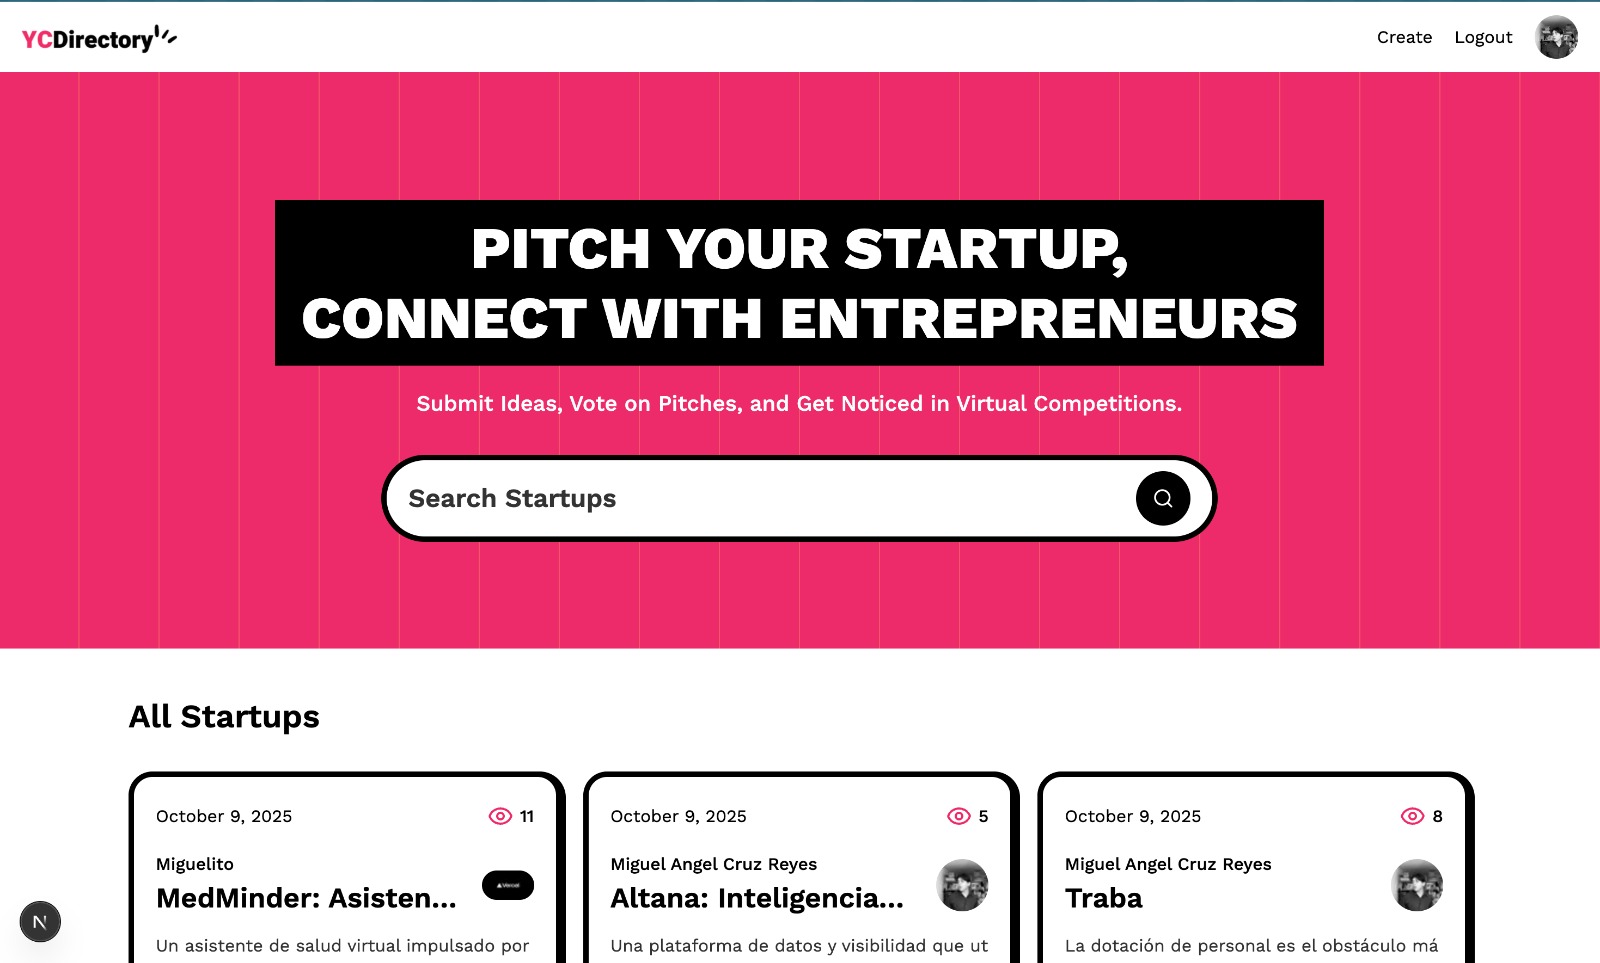 YCDirectory
Create
Logout
PITCH YOUR STARTUP,
CONNECT WITH ENTREPRENEURS
Submit Ideas, Vote on Pitches, and Get Noticed in Virtual Competitions.
Search Startups
All Startups
October 9, 2025
11
Miguelito
MedMinder: Asisten...
Vercel
Un asistente de salud virtual impulsado por
October 9, 2025
5
Miguel Angel Cruz Reyes
Altana: Inteligencia...
Una plataforma de datos y visibilidad que ut
October 9, 2025
8
Miguel Angel Cruz Reyes
Traba
La dotación de personal es el obstáculo má
N